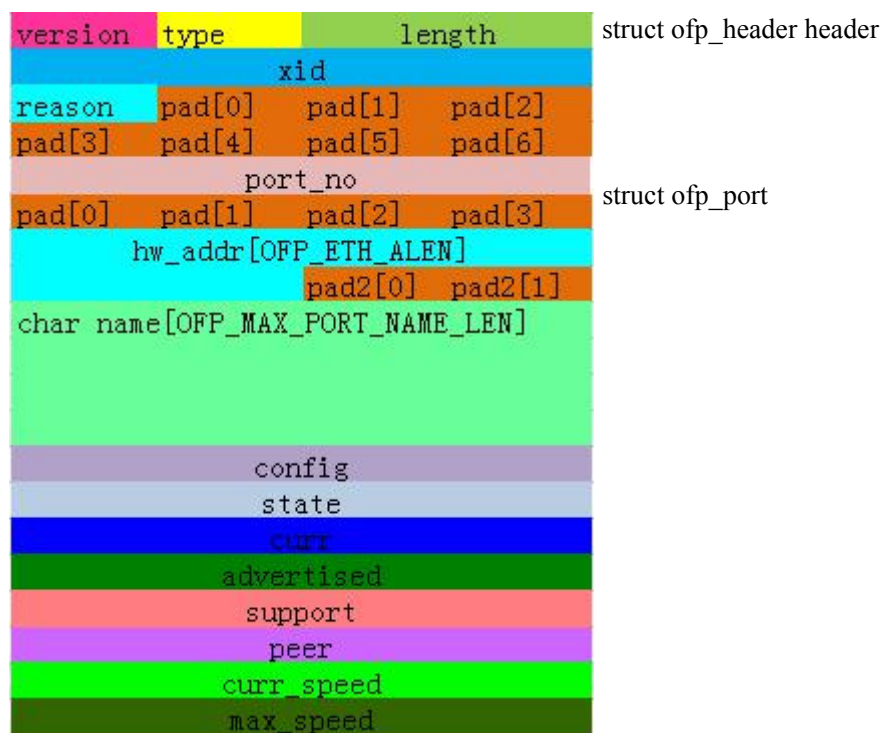 version type length struct ofp_header header
xid
reason pad[0] pad[1] pad[2]
pad[3] pad[4] pad[5] pad[6]
port_no
struct ofp_port
pad[0] pad[1] pad[2] pad[3]
hw_addr[OFP_ETH_ALEN]
pad2[0] pad2[1]
char name[OFP_MAX_PORT_NAME_LEN]
config
state
curr
advertised
support
peer
curr_speed
max_speed